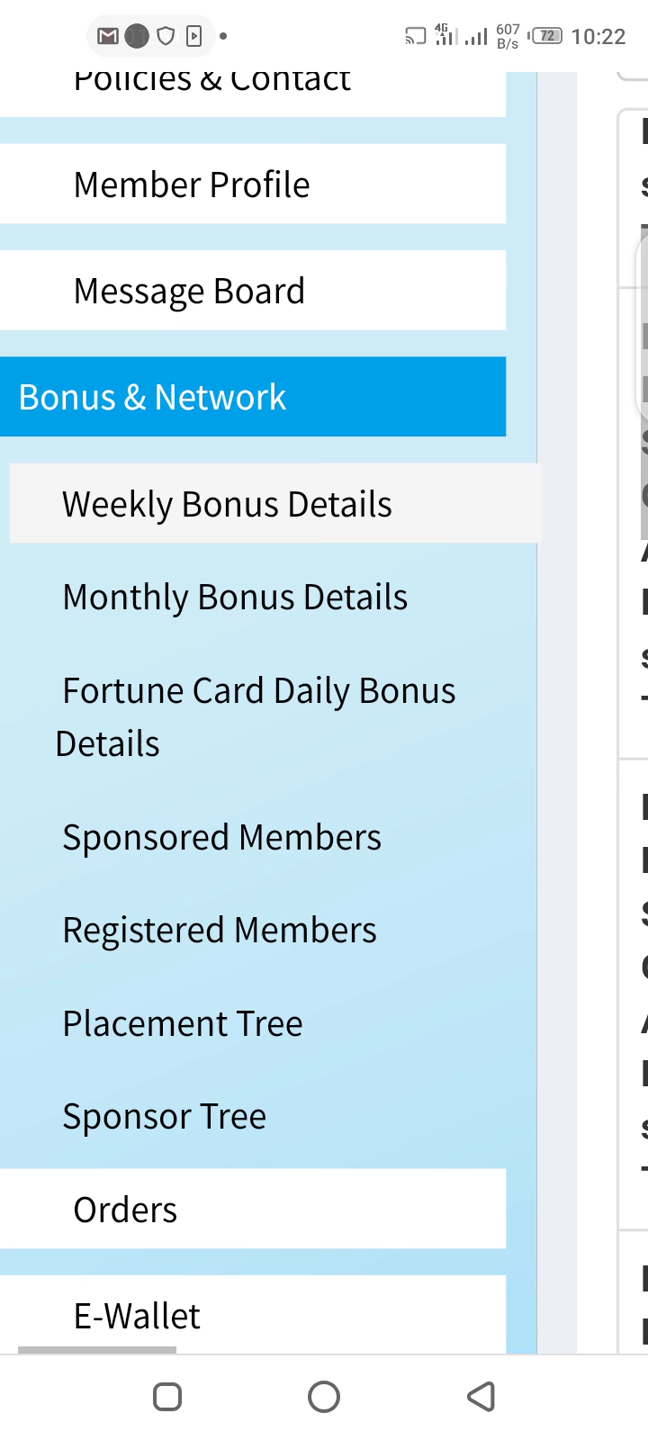 4G 607 B/s 72 10:22
Policies & Contact
Member Profile
Message Board
Bonus & Network
Weekly Bonus Details
Monthly Bonus Details
Fortune Card Daily Bonus
Details
Sponsored Members
Registered Members
Placement Tree
Sponsor Tree
Orders
E-Wallet